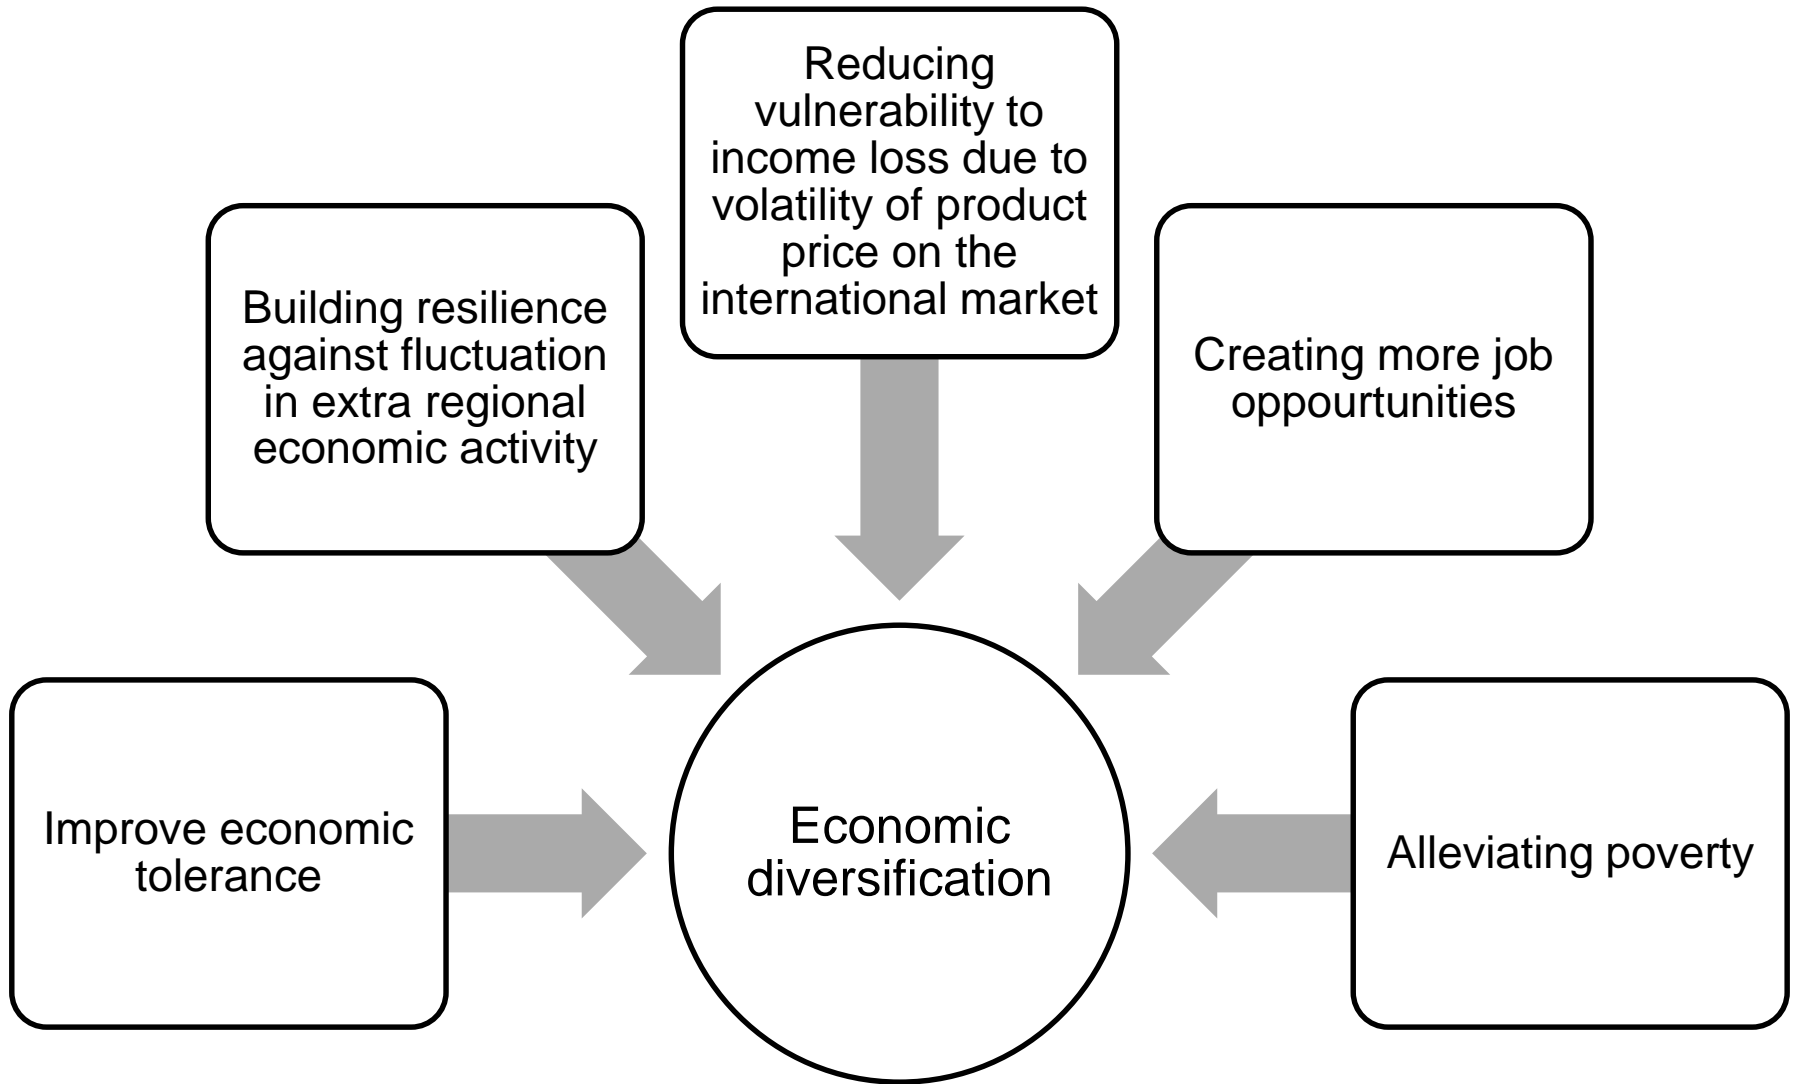 Reducing
vulnerability to
income loss due to
volatility of product
price on the
international market
Building resilience
against fluctuation
in extra regional
economic activity
Creating more job
oppourtunities
Improve economic
tolerance
Economic
diversification
Alleviating poverty